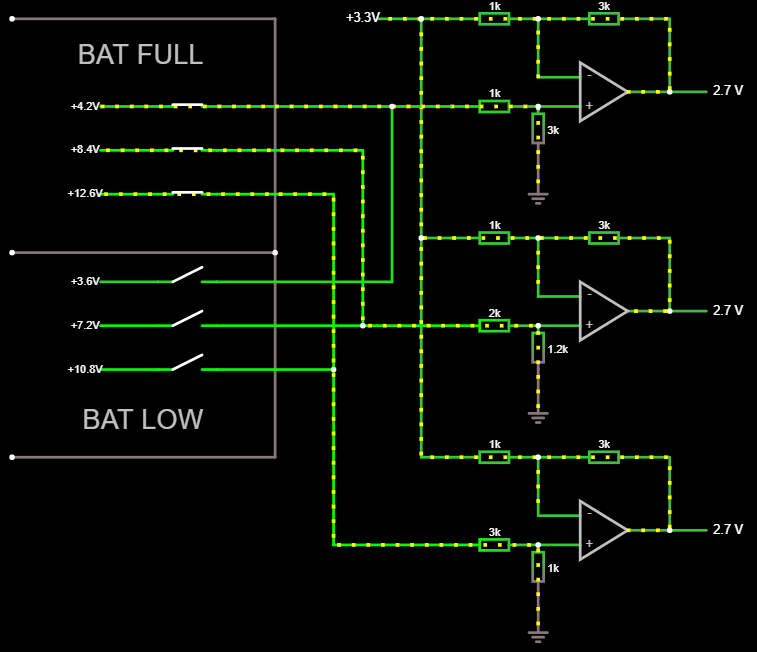 +3.3V
1k
3k
BAT FULL
-
2.7 V
+4.2V
1k
+
3k
+8.4V
+12.6V
1k
3k
+3.6V
-
2.7 V
+7.2V
2k
+
1.2k
+10.8V
BAT LOW
1k
3k
-
2.7 V
3k
+
1k